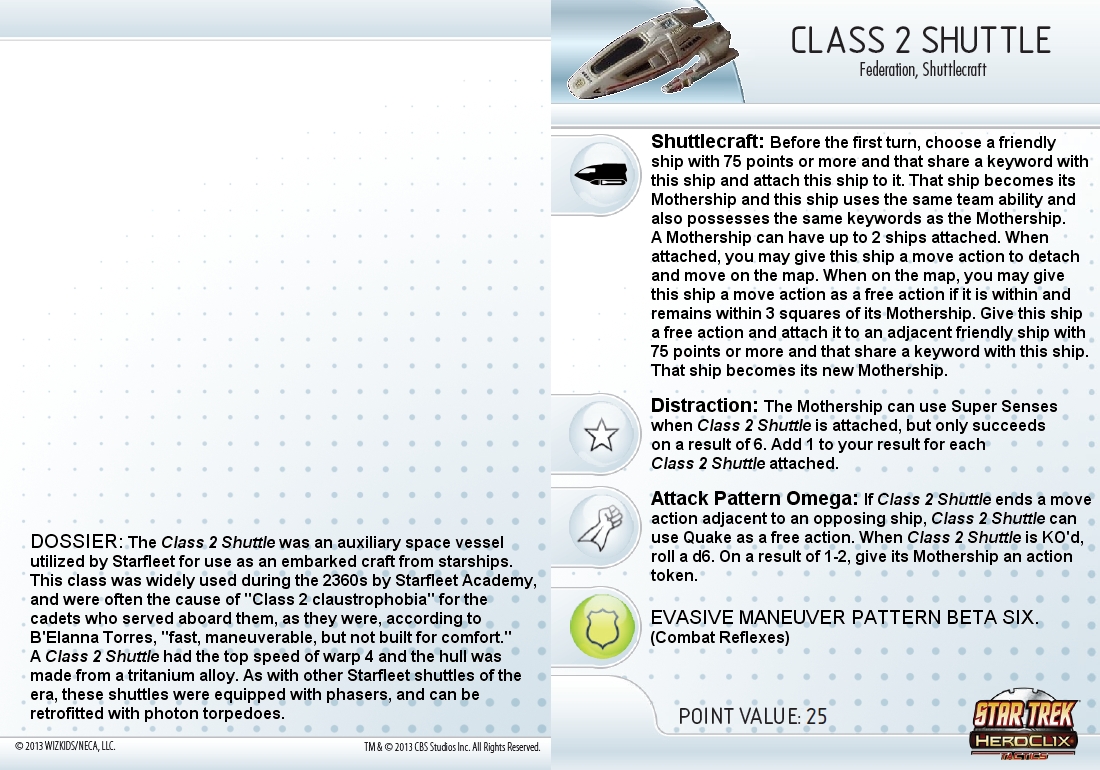 CLASS 2 SHUTTLE
Federation, Shuttlecraft
Shuttlecraft: Before the first turn, choose a friendly
ship with 75 points or more and that share a keyword with
this ship and attach this ship to it. That ship becomes its
Mothership and this ship uses the same team ability and
also possesses the same keywords as the Mothership.
A Mothership can have up to 2 ships attached. When
attached, you may give this ship a move action to detach
and move on the map. When on the map, you may give
this ship a move action as a free action if it is within and
remains within 3 squares of its Mothership. Give this ship
a free action and attach it to an adjacent friendly ship with
75 points or more and that share a keyword with this ship.
That ship becomes its new Mothership.
Distraction: The Mothership can use Super Senses
when Class 2 Shuttle is attached, but only succeeds
on a result of 6. Add 1 to your result for each
Class 2 Shuttle attached.
Attack Pattern Omega: If Class 2 Shuttle ends a move
action adjacent to an opposing ship, Class 2 Shuttle can
use Quake as a free action. When Class 2 Shuttle is KO'd,
roll a d6. On a result of 1-2, give its Mothership an action
token.
EVASIVE MANEUVER PATTERN BETA SIX.
(Combat Reflexes)
POINT VALUE: 25
STAR TREK
HEROCLIX
TACTICS
DOSSIER: The Class 2 Shuttle was an auxiliary space vessel
utilized by Starfleet for use as an embarked craft from starships.
This class was widely used during the 2360s by Starfleet Academy,
and were often the cause of "Class 2 claustrophobia" for the
cadets who served aboard them, as they were, according to
B'Elanna Torres, "fast, maneuverable, but not built for comfort."
A Class 2 Shuttle had the top speed of warp 4 and the hull was
made from a tritanium alloy. As with other Starfleet shuttles of the
era, these shuttles were equipped with phasers, and can be
retrofitted with photon torpedoes.
© 2013 WIZKIDS/NECA, LLC.
TM & © 2013 CBS Studios Inc. All Rights Reserved.